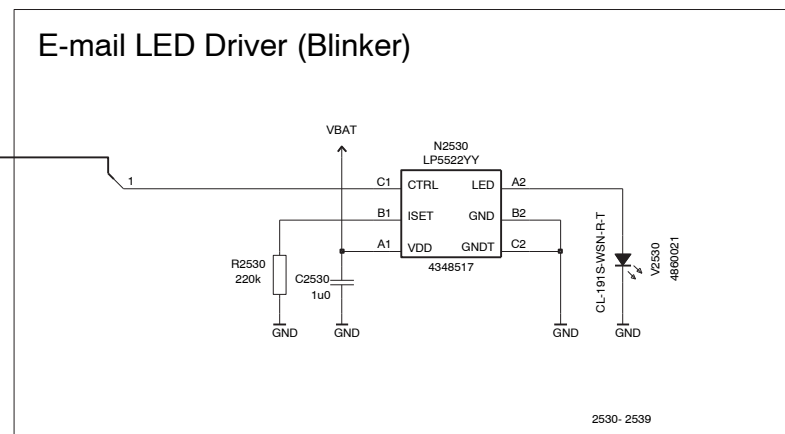 E-mail LED Driver (Blinker)
VBAT
N2530
LP5522YY
1
C1
CTRL
LED
A2
B1
ISET
GND
B2
A1
VDD
GNDT
C2
4348517
R2530
220k
C2530
1u0
CL-191S-WSN-R-T
V2530
4860021
GND
GND
GND
GND
2530- 2539